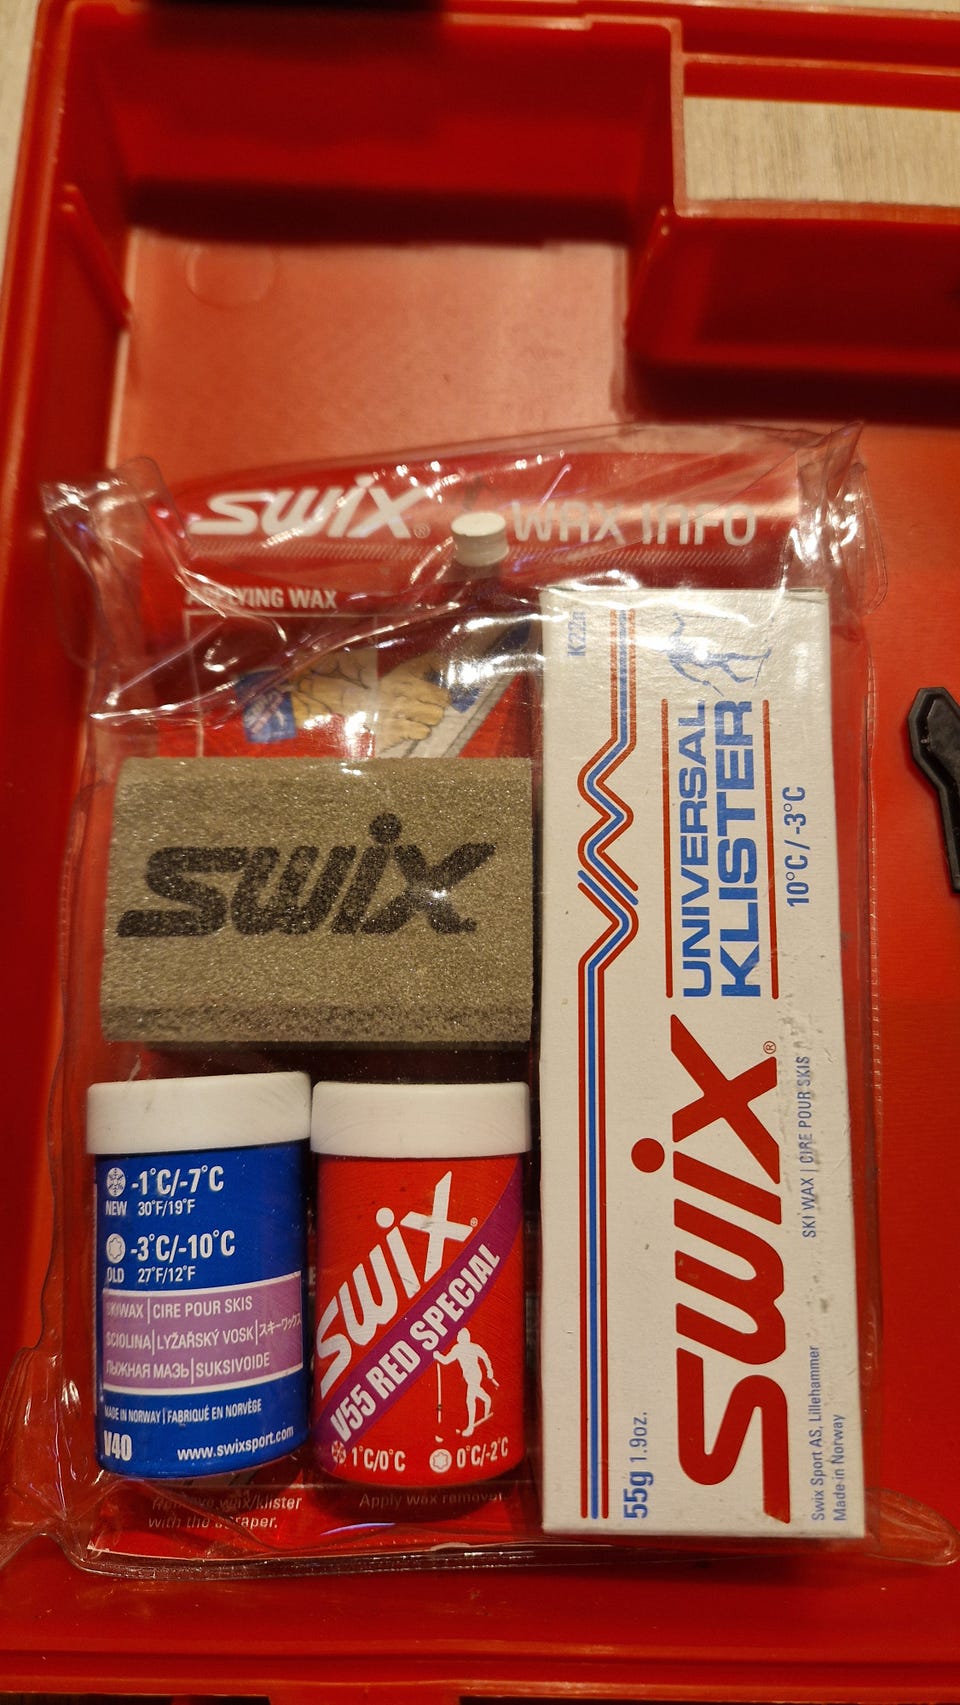 swix® WAX INFO
APPLYING WAX
swix
-1°C/-7°C
NEW 30°F/19°F
-3°C/-10°C
OLD 27°F/12°F
SKIWAX | CIRE POUR SKIS
SCIOLINA | LYŽAŘSKÝ VOSK | スキーワックス
ЛЫЖНАЯ МАЗЬ | SUKSIVOIDE
MADE IN NORWAY | FABRIQUÉ EN NORVÈGE
V40 www.swixsport.com
swix®
V55 RED SPECIAL
1°C/0°C 0°C/-2°C
Remove wax/klister
with the scraper.
Apply wax remover
UNIVERSAL
KLISTER
10°C / -3°C
swix®
SKI WAX | CIRE POUR SKIS
55g 1.9oz.
Swix Sport AS, Lillehammer
Made in Norway